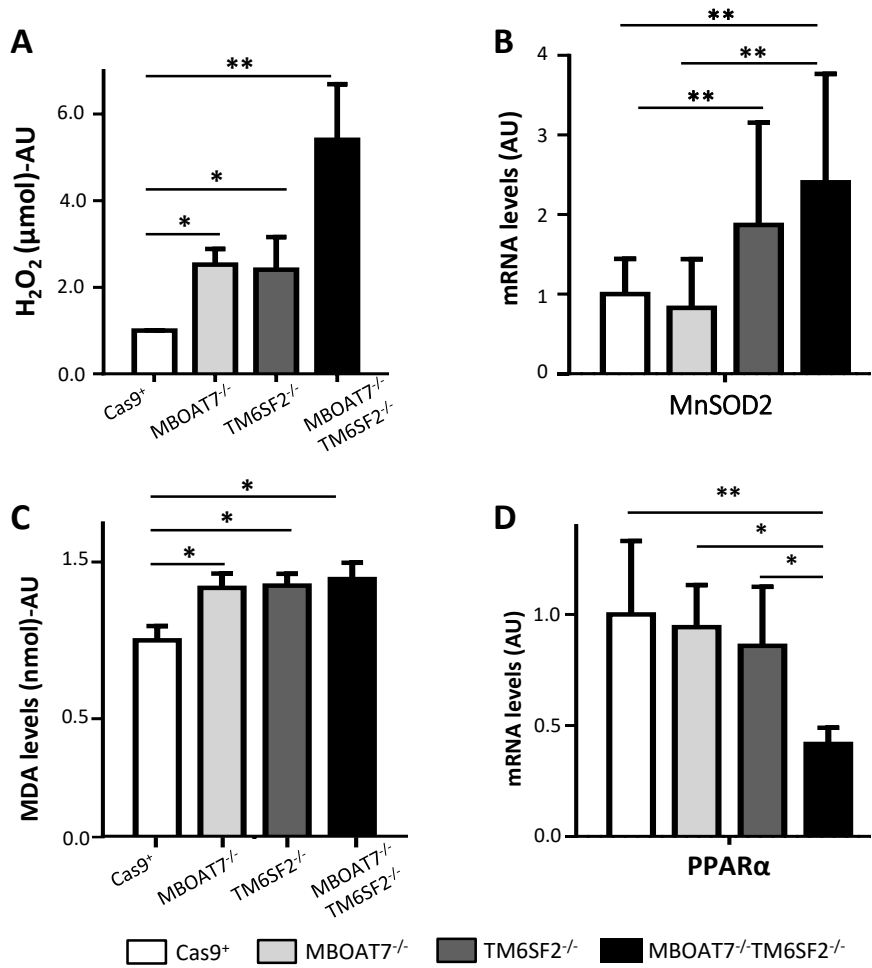 A
H₂O₂ (µmol)-AU
6.0
4.0
2.0
0.0
**
*
*
Cas9⁺
MBOAT7⁻/⁻
TM6SF2⁻/⁻
MBOAT7⁻/⁻
TM6SF2⁻/⁻
B
mRNA levels (AU)
4
3
2
1
0
**
**
**
MnSOD2
C
MDA levels (nmol)-AU
1.5
0.5
0.0
*
*
*
Cas9⁺
MBOAT7⁻/⁻
TM6SF2⁻/⁻
MBOAT7⁻/⁻
TM6SF2⁻/⁻
D
mRNA levels (AU)
1.0
0.5
0.0
**
*
*
PPARα
Cas9⁺ MBOAT7⁻/⁻ TM6SF2⁻/⁻ MBOAT7⁻/⁻TM6SF2⁻/⁻